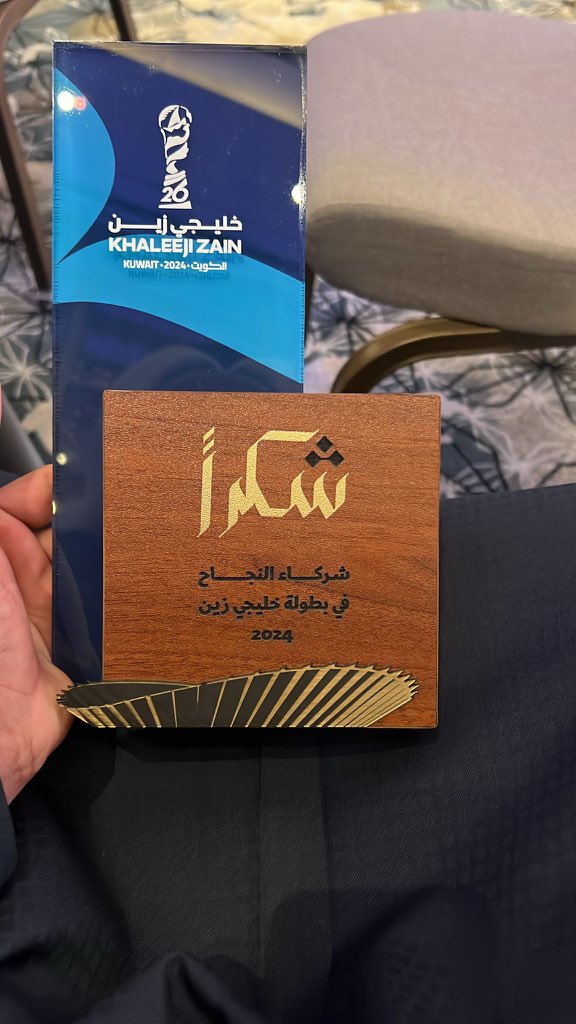 26
خليجي زين
KHALEEJI ZAIN
KUWAIT • 2024 • الكويت
شكراً
شركاء النجاح
في بطولة خليجي زين
2024